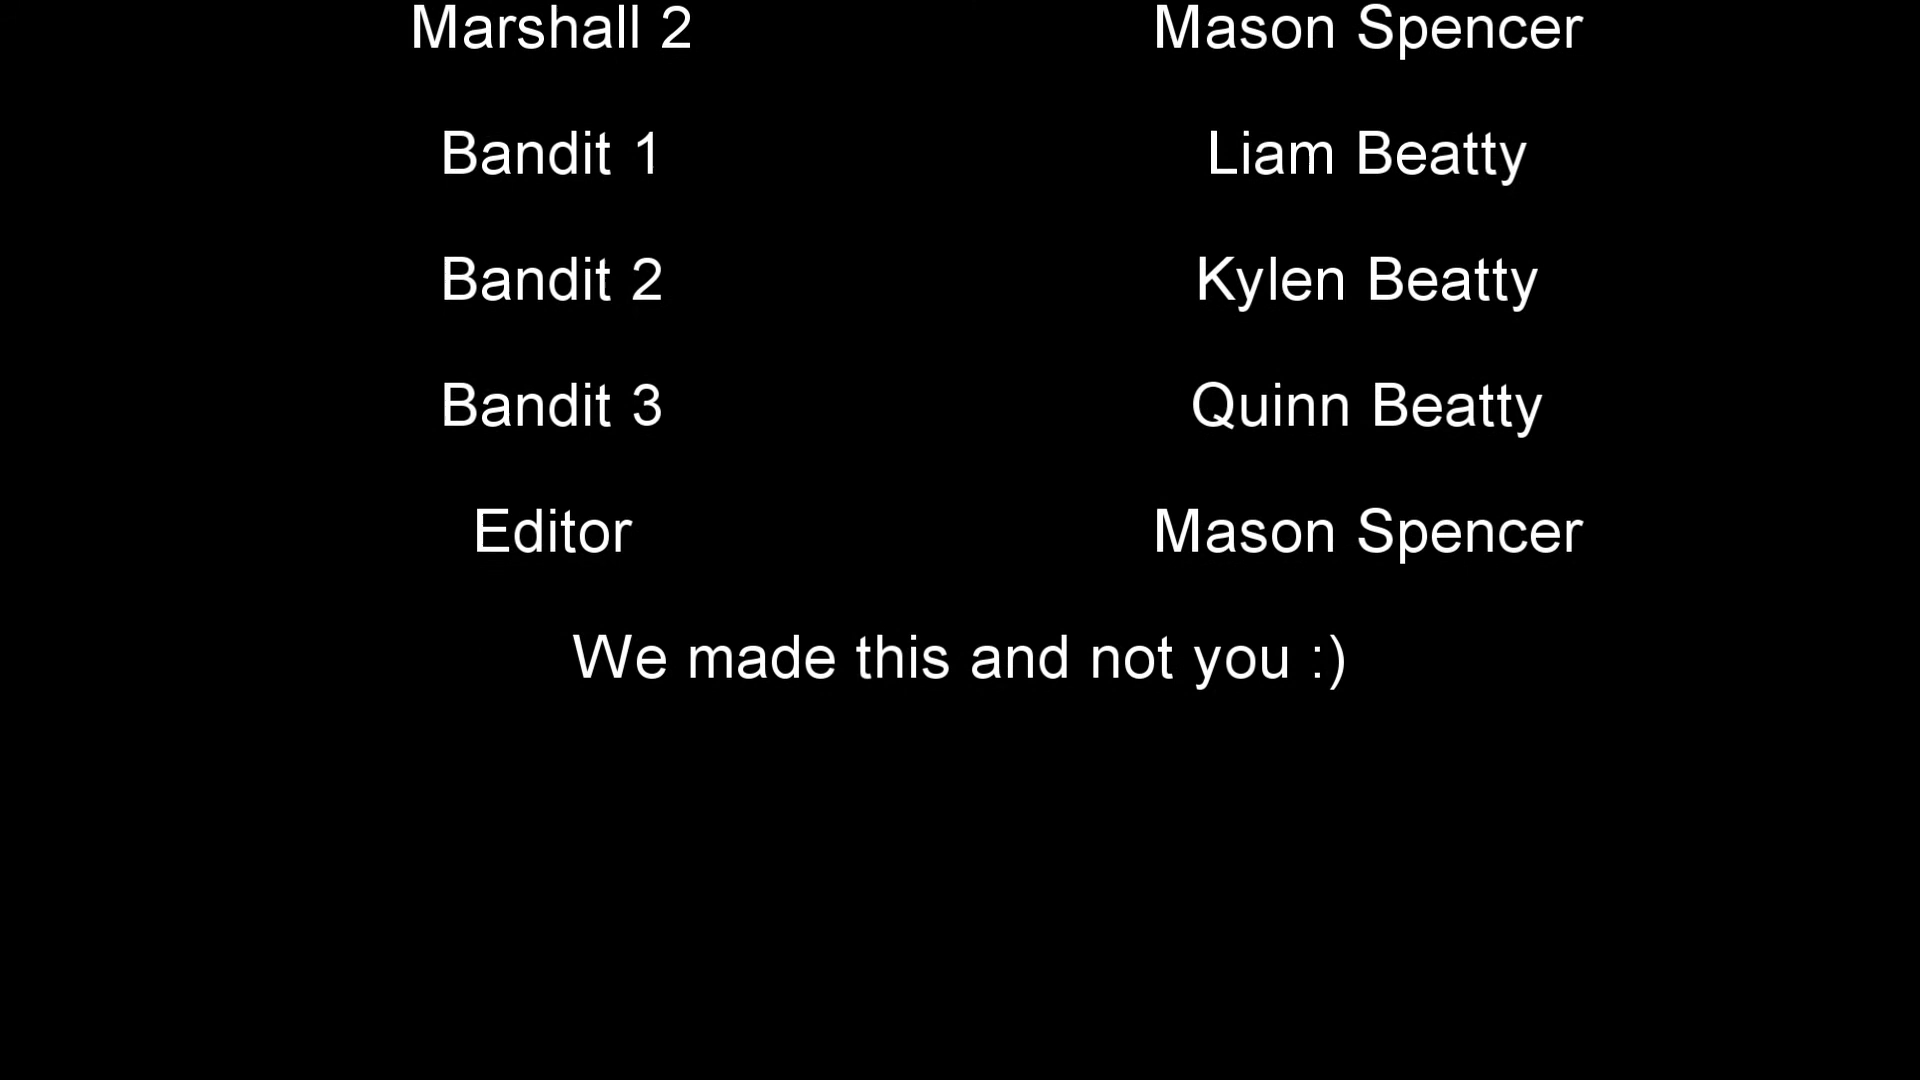 Marshall 2 Mason Spencer
Bandit 1 Liam Beatty
Bandit 2 Kylen Beatty
Bandit 3 Quinn Beatty
Editor Mason Spencer
We made this and not you :)